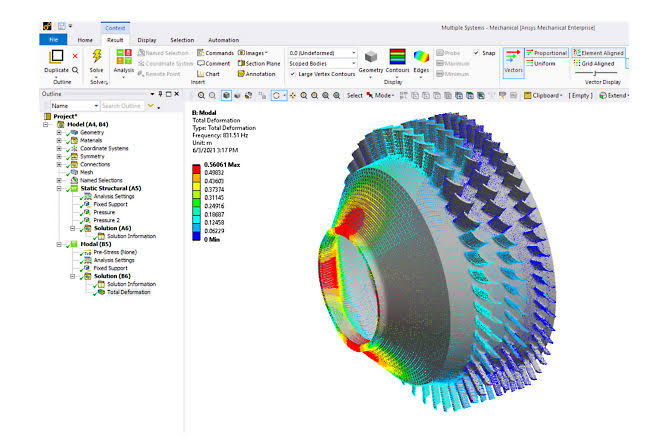 Context
Multiple Systems - Mechanical [Ansys Mechanical Enterprise]
File Home Result Display Selection Automation
Duplicate
Outline
Solve
Solver
Analysis
Named Selection
Coordinate System
Remote Point
Commands
Comment
Chart
Images
Section Plane
Annotation
Insert
0.0 (Undeformed)
Scoped Bodies
Large Vertex Contours
Geometry
Contours
Edges
Display
Probe
Maximum
Minimum
Snap
Vectors
Proportional
Uniform
Element Aligned
Grid Aligned
Vector Display
Outline
Name
Search Outline
Select Mode
Clipboard [ Empty ] Extend
Project*
Model (A4, B4)
Geometry
Materials
Coordinate Systems
Symmetry
Connections
Mesh
Named Selections
Static Structural (A5)
Analysis Settings
Fixed Support
Pressure
Pressure 2
Solution (A6)
Solution Information
Modal (B5)
Pre-Stress (None)
Analysis Settings
Fixed Support
Solution (B6)
Solution Information
Total Deformation
B: Modal
Total Deformation
Type: Total Deformation
Frequency: 831.51 Hz
Unit: m
6/3/2021 3:17 PM
0.56061 Max
0.49832
0.43603
0.37374
0.31145
0.24916
0.18687
0.12458
0.06229
0 Min